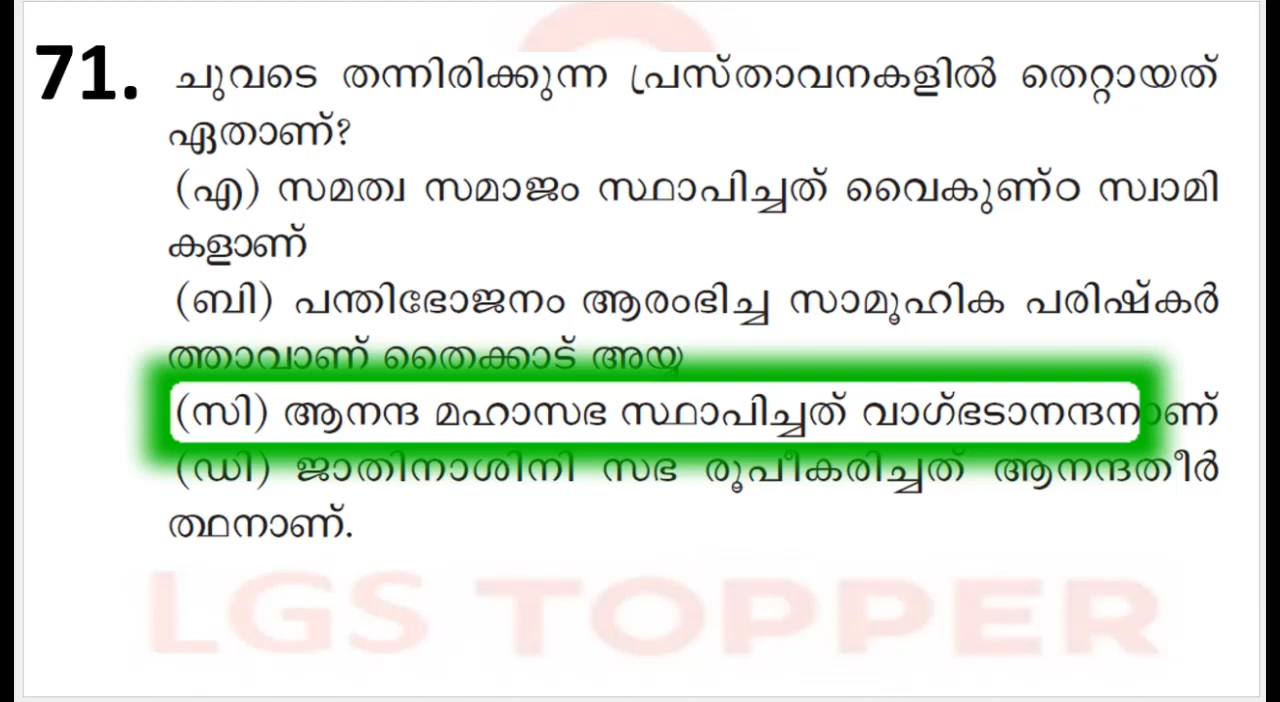 71. ചുവടെ തന്നിരിക്കുന്ന പ്രസ്താവനകളിൽ തെറ്റായത്
ഏതാണ്?
(എ) സമത്വ സമാജം സ്ഥാപിച്ചത് വൈകുണ്ഠ സ്വാമി
കളാണ്
(ബി) പന്തിഭോജനം ആരംഭിച്ച സാമൂഹിക പരിഷ്കർ
ത്താവാണ് തൈക്കാട് അയ്യ
(സി) ആനന്ദ മഹാസഭ സ്ഥാപിച്ചത് വാഗ്ഭടാനന്ദനാണ്
(ഡി) ജാതിനാശിനി സഭ രൂപീകരിച്ചത് ആനന്ദതീർ
ത്ഥനാണ്.
LGS TOPPER